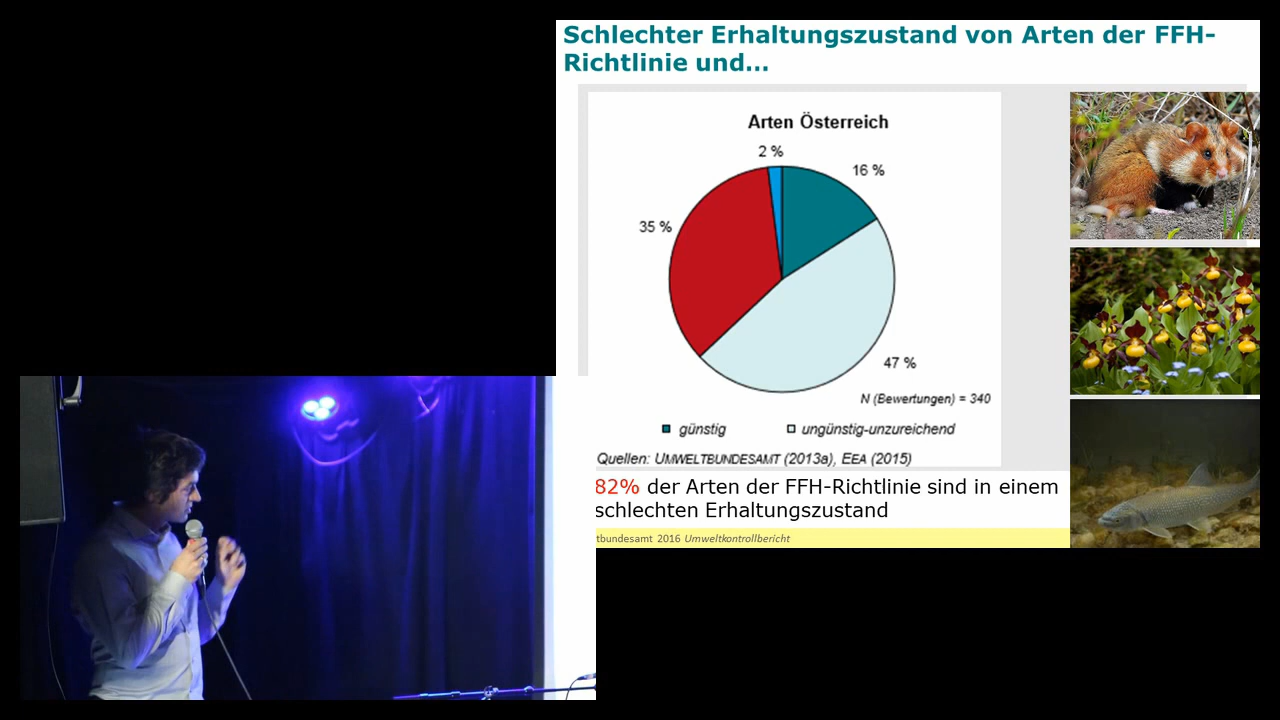 Schlechter Erhaltungszustand von Arten der FFH-
Richtlinie und...
Arten Österreich
2 %
16 %
35 %
47 %
N (Bewertungen) = 340
günstig
ungünstig-unzureichend
Quellen: UMWELTBUNDESAMT (2013a), EEA (2015)
82% der Arten der FFH-Richtlinie sind in einem
schlechten Erhaltungszustand
tbundesamt 2016 Umweltkontrollbericht